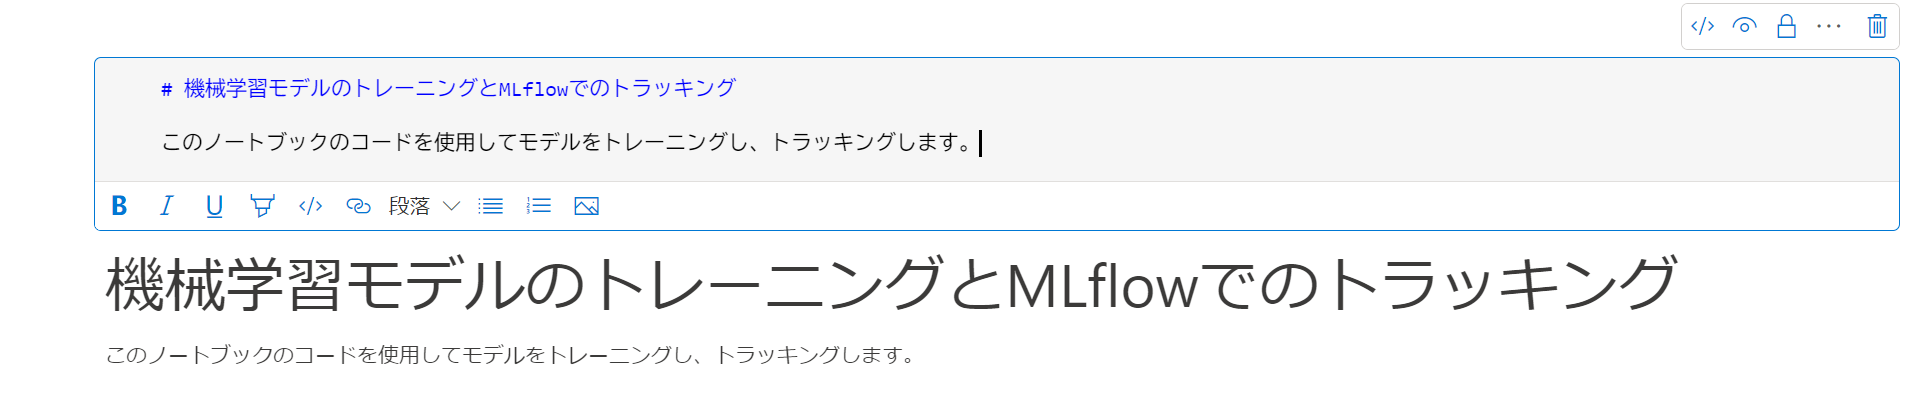 # 機械学習モデルのトレーニングとMLflowでのトラッキング
このノートブックのコードを使用してモデルをトレーニングし、トラッキングします。
B I U </> 段落
機械学習モデルのトレーニングとMLflowでのトラッキング
このノートブックのコードを使用してモデルをトレーニングし、トラッキングします。